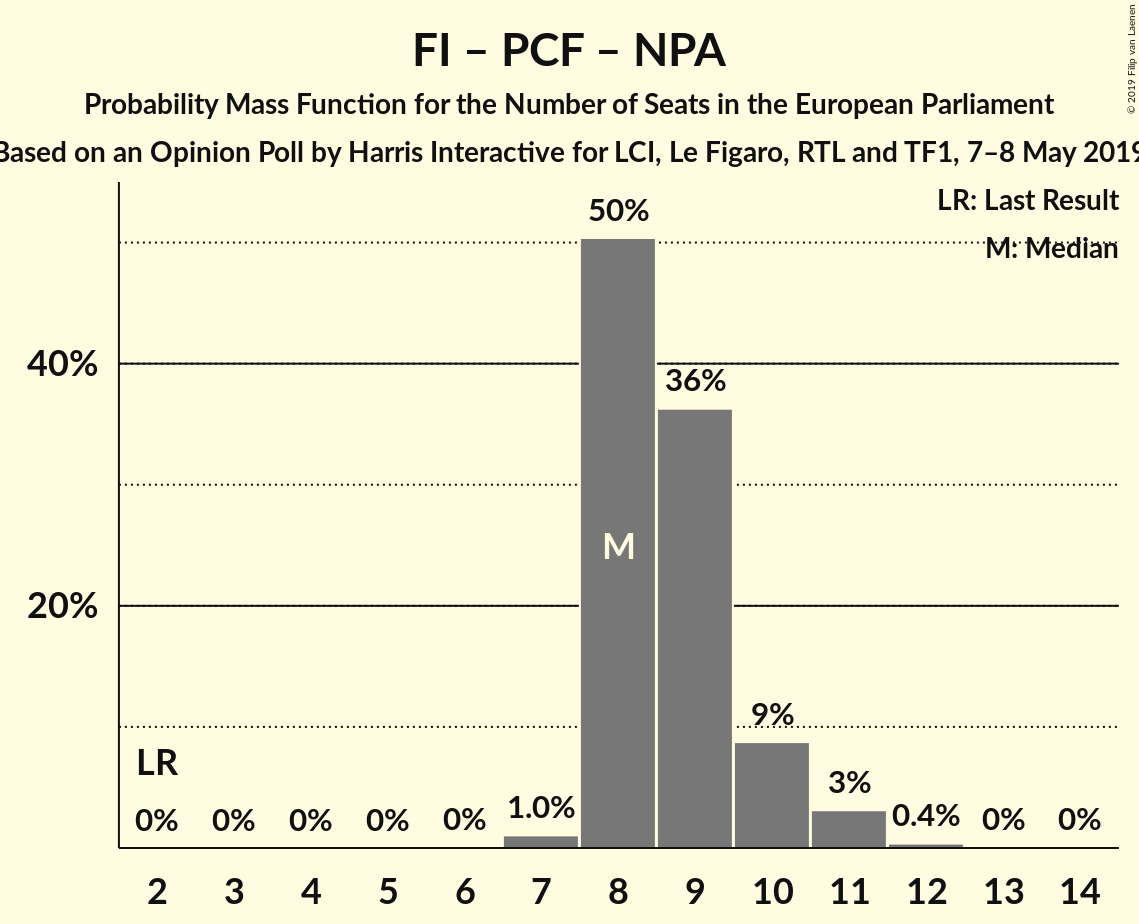 FI – PCF – NPA
Probability Mass Function for the Number of Seats in the European Parliament
Based on an Opinion Poll by Harris Interactive for LCI, Le Figaro, RTL and TF1, 7–8 May 2019
© 2019 Filip van Laenen
LR: Last Result
M: Median
50%
40%
36%
M
20%
9%
LR
3%
1.0%
0.4%
0% 0% 0% 0% 0% 0% 0%
2 3 4 5 6 7 8 9 10 11 12 13 14